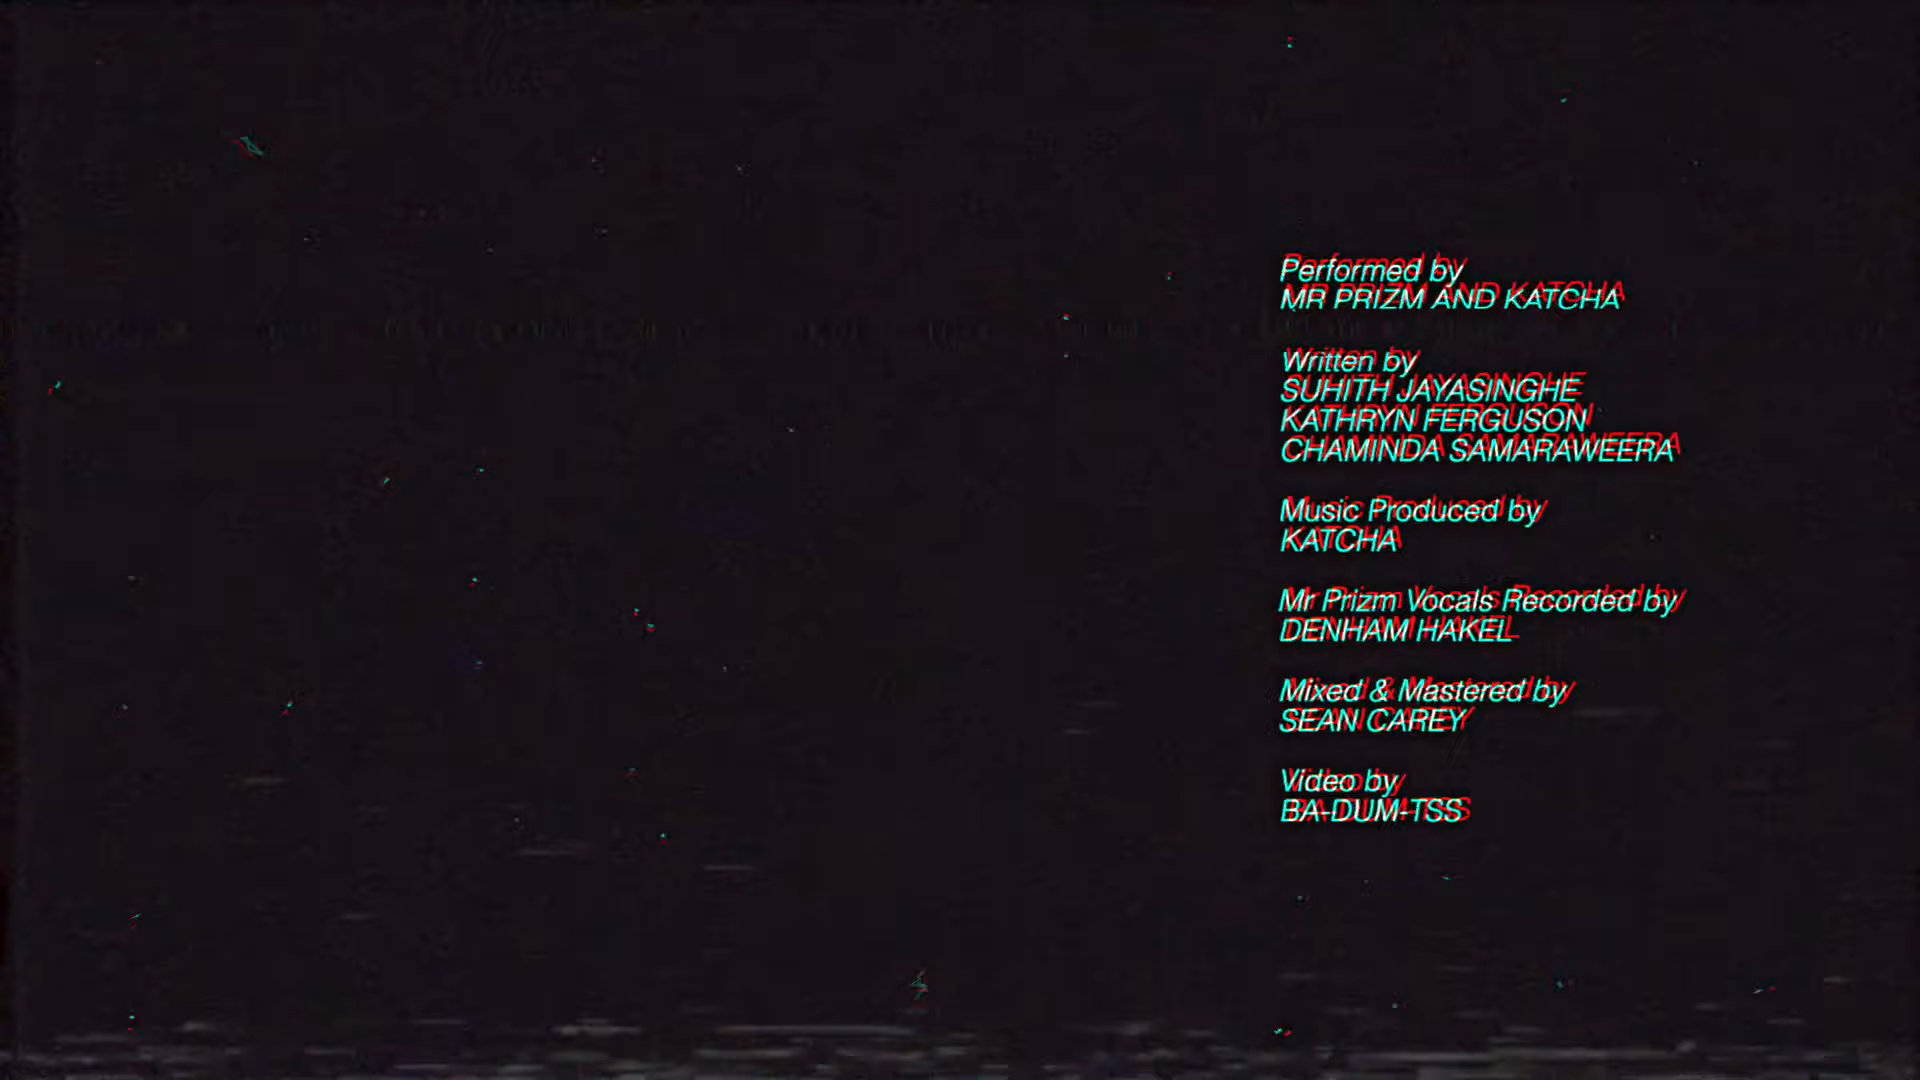 Performed by
MR PRIZM AND KATCHA
Written by
SUHITH JAYASINGHE
KATHRYN FERGUSON
CHAMINDA SAMARAWEERA
Music Produced by
KATCHA
Mr Prizm Vocals Recorded by
DENHAM HAKEL
Mixed & Mastered by
SEAN CAREY
Video by
BA-DUM-TSS